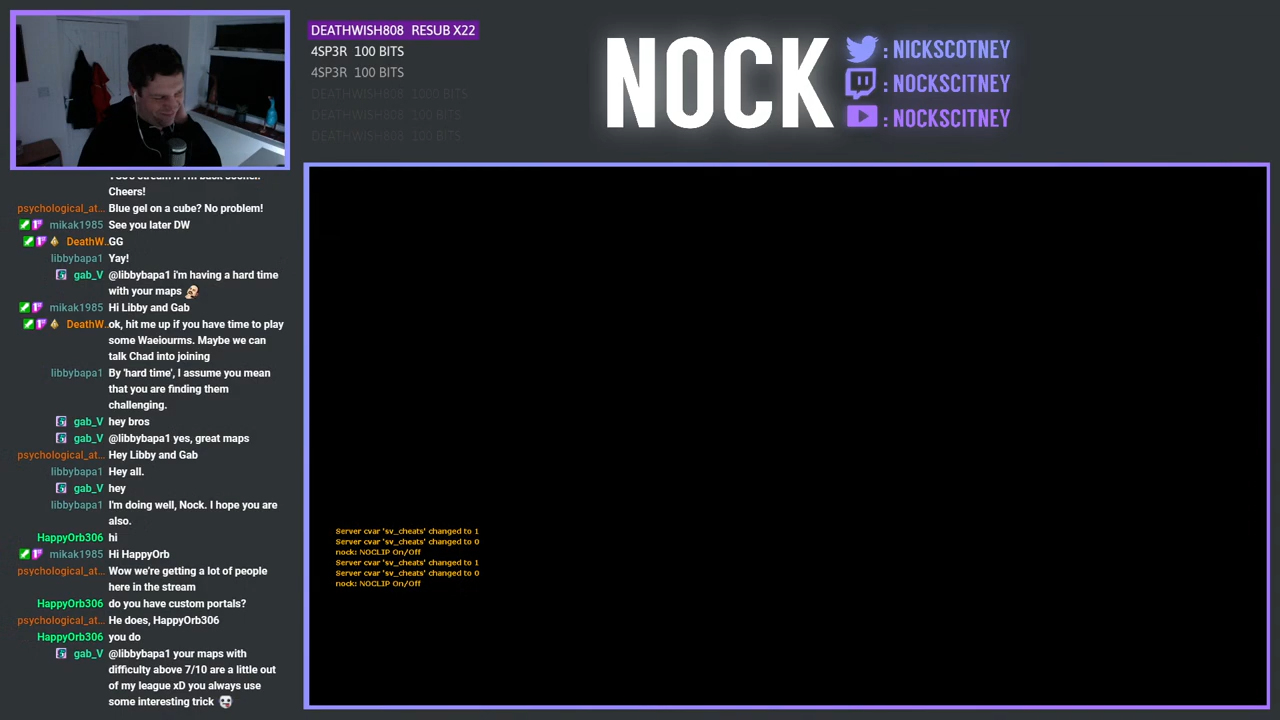 DEATHWISH808 RESUB X22
4SP3R 100 BITS
4SP3R 100 BITS
DEATHWISH808 1000 BITS
DEATHWISH808 100 BITS
DEATHWISH808 100 BITS
NOCK
: NICKSCOTNEY
: NOCKSCITNEY
: NOCKSCITNEY
Cheers!
psychological_at... Blue gel on a cube? No problem!
mikak1985 See you later DW
DeathW... GG
libbybapa1 Yay!
gab_V @libbybapa1 i'm having a hard time
with your maps
mikak1985 Hi Libby and Gab
DeathW... ok, hit me up if you have time to play
some Waeiourms. Maybe we can
talk Chad into joining
libbybapa1 By 'hard time', I assume you mean
that you are finding them
challenging.
gab_V hey bros
gab_V @libbybapa1 yes, great maps
psychological_at... Hey Libby and Gab
libbybapa1 Hey all.
gab_V hey
libbybapa1 I'm doing well, Nock. I hope you are
also.
HappyOrb306 hi
mikak1985 Hi HappyOrb
psychological_at... Wow we're getting a lot of people
here in the stream
HappyOrb306 do you have custom portals?
psychological_at... He does, HappyOrb306
HappyOrb306 you do
gab_V @libbybapa1 your maps with
difficulty above 7/10 are a little out
of my league xD you always use
some interesting trick
Server cvar 'sv_cheats' changed to 1
Server cvar 'sv_cheats' changed to 0
nock: NOCLIP On/Off
Server cvar 'sv_cheats' changed to 1
Server cvar 'sv_cheats' changed to 0
nock: NOCLIP On/Off